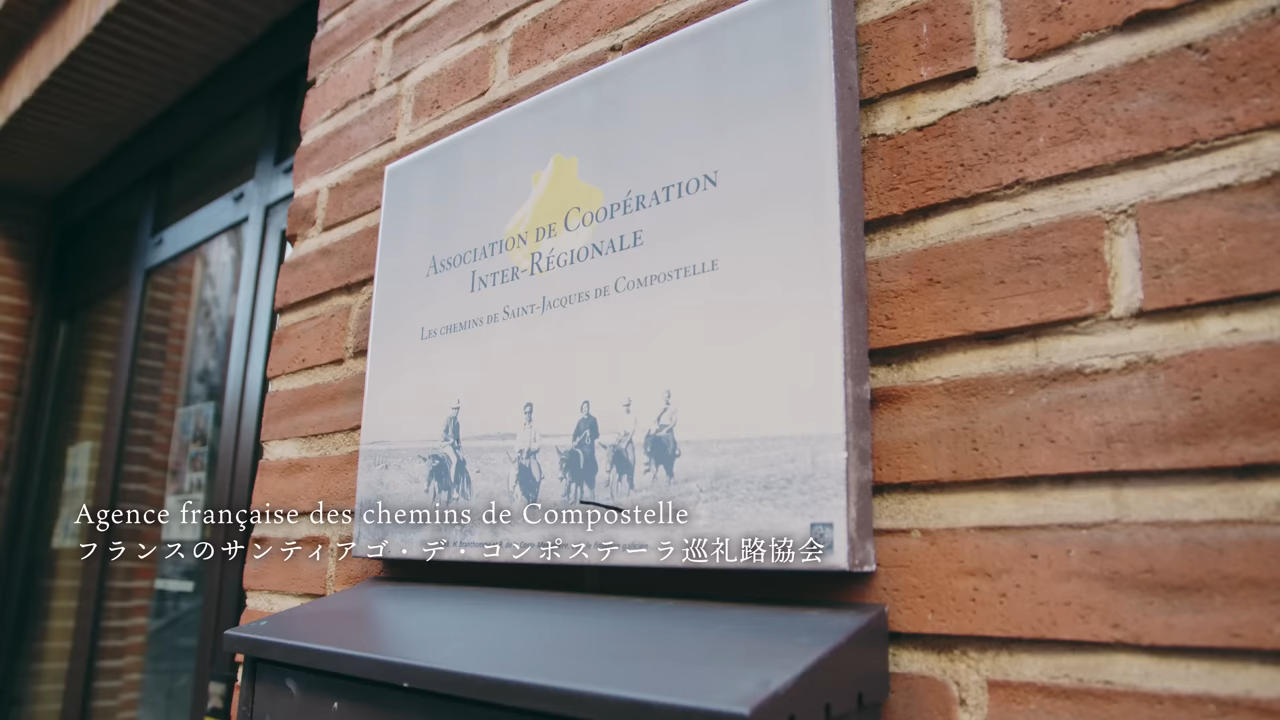 Association de Coopération
Inter-Régionale
Les chemins de Saint-Jacques de Compostelle
Agence française des chemins de Compostelle
フランスのサンティアゴ・デ・コンポステーラ巡礼路協会